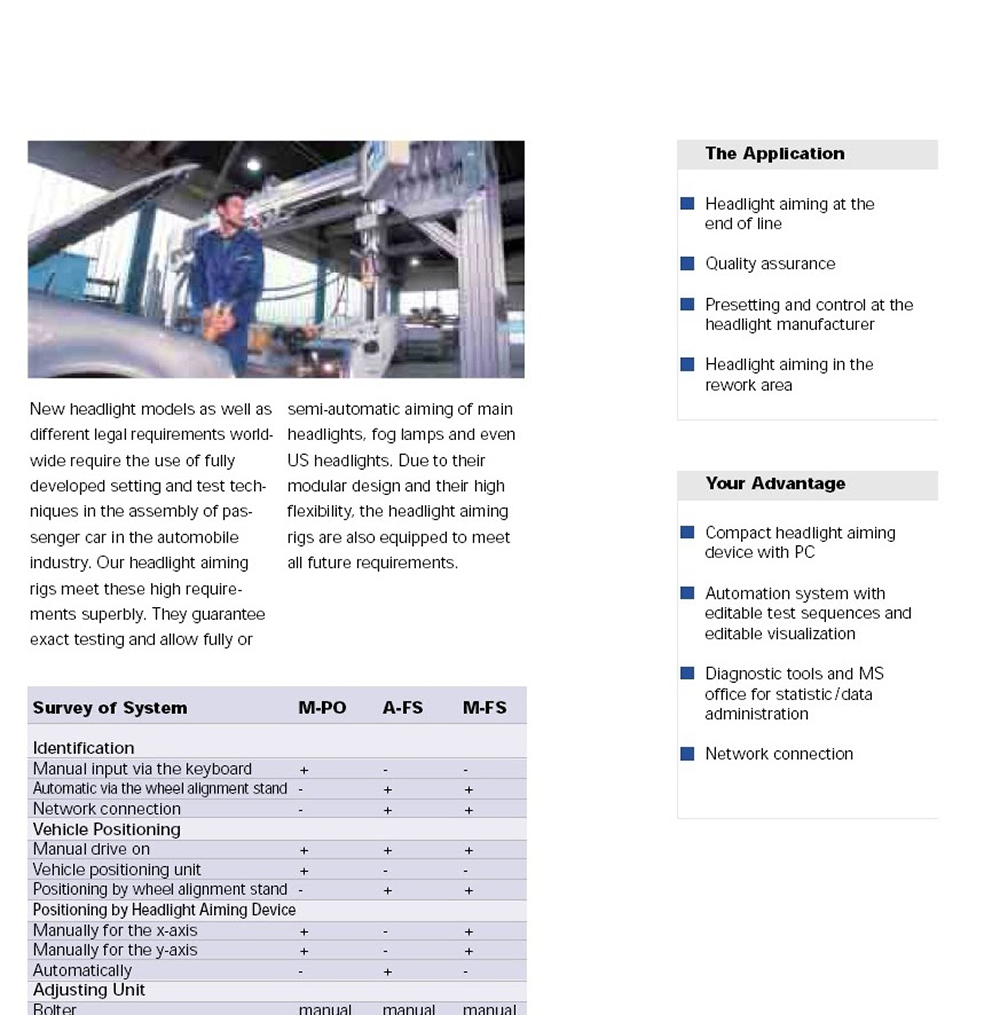 New headlight models as well as
different legal requirements world-
wide require the use of fully
developed setting and test tech-
niques in the assembly of pas-
senger car in the automobile
industry. Our headlight aiming
rigs meet these high require-
ments superbly. They guarantee
exact testing and allow fully or
semi-automatic aiming of main
headlights, fog lamps and even
US headlights. Due to their
modular design and their high
flexibility, the headlight aiming
rigs are also equipped to meet
all future requirements.
Survey of System M-PO A-FS M-FS
Identification
Manual input via the keyboard + - -
Automatic via the wheel alignment stand - + +
Network connection - + +
Vehicle Positioning
Manual drive on + + +
Vehicle positioning unit + - -
Positioning by wheel alignment stand - + +
Positioning by Headlight Aiming Device
Manually for the x-axis + - +
Manually for the y-axis + - +
Automatically - + -
Adjusting Unit
Bolter manual manual manual
The Application
Headlight aiming at the
end of line
Quality assurance
Presetting and control at the
headlight manufacturer
Headlight aiming in the
rework area
Your Advantage
Compact headlight aiming
device with PC
Automation system with
editable test sequences and
editable visualization
Diagnostic tools and MS
office for statistic/data
administration
Network connection